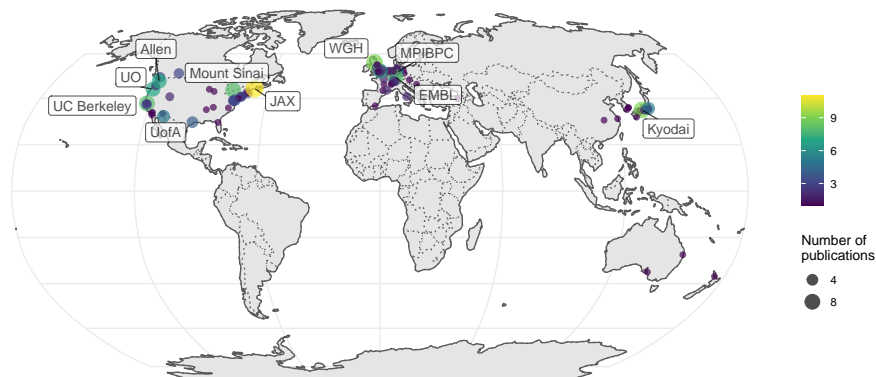 Allen
WGH
MPIBPC
UO
Mount Sinai
EMBL
UC Berkeley
JAX
UofA
Kyodai
9
6
3
Number of
publications
4
8